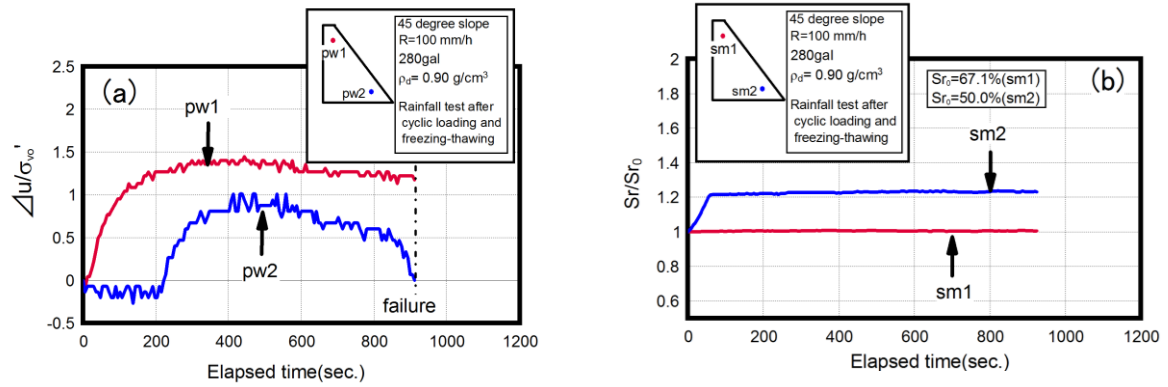 (a)
45 degree slope
R=100 mm/h
280gal
ρd= 0.90 g/cm³
Rainfall test after
cyclic loading and
freezing-thawing
pw1
pw2
2.5
2
1.5
1
0.5
0
-0.5
⊿u/σvo'
pw1
pw2
failure
0 200 400 600 800 1000 1200
Elapsed time(sec.)
(b)
45 degree slope
R=100 mm/h
280gal
ρd= 0.90 g/cm³
Rainfall test after
cyclic loading and
freezing-thawing
sm1
sm2
Sr₀=67.1%(sm1)
Sr₀=50.0%(sm2)
2
1.8
1.6
1.4
1.2
1
0.8
0.6
Sr/Sr₀
sm2
sm1
0 200 400 600 800 1000 1200
Elapsed time(sec.)